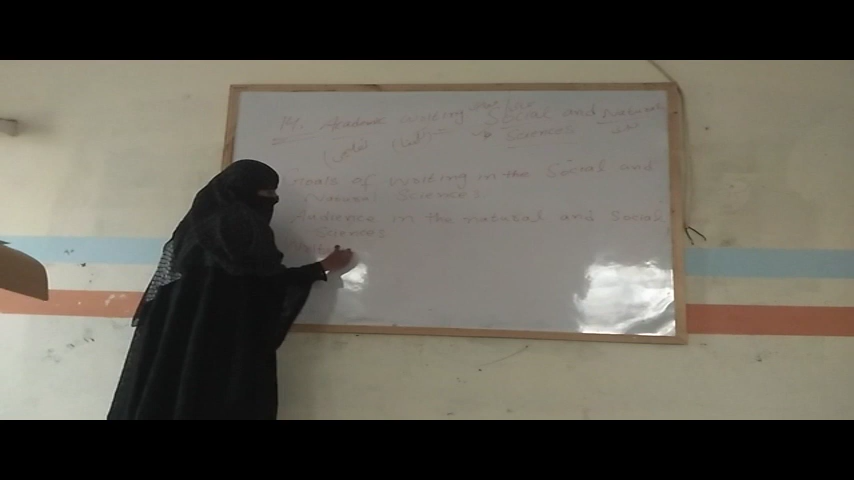 14. Academic writing Social and Natural
Sciences
Goals of writing in the Social and
Natural Sciences
Audience in the natural and Social
Sciences